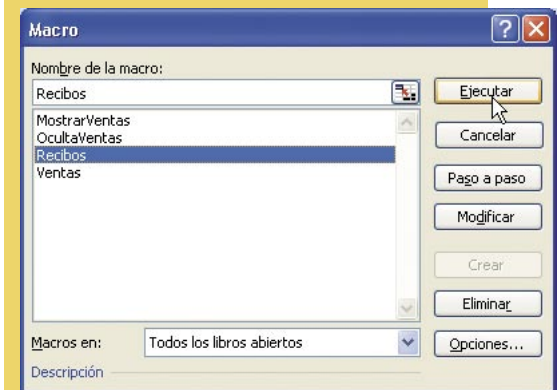 Macro
Nombre de la macro:
Recibos
Ejecutar
MostrarVentas
OcultaVentas
Recibos
Ventas
Cancelar
Paso a paso
Modificar
Crear
Eliminar
Macros en:
Todos los libros abiertos
Opciones...
Descripción